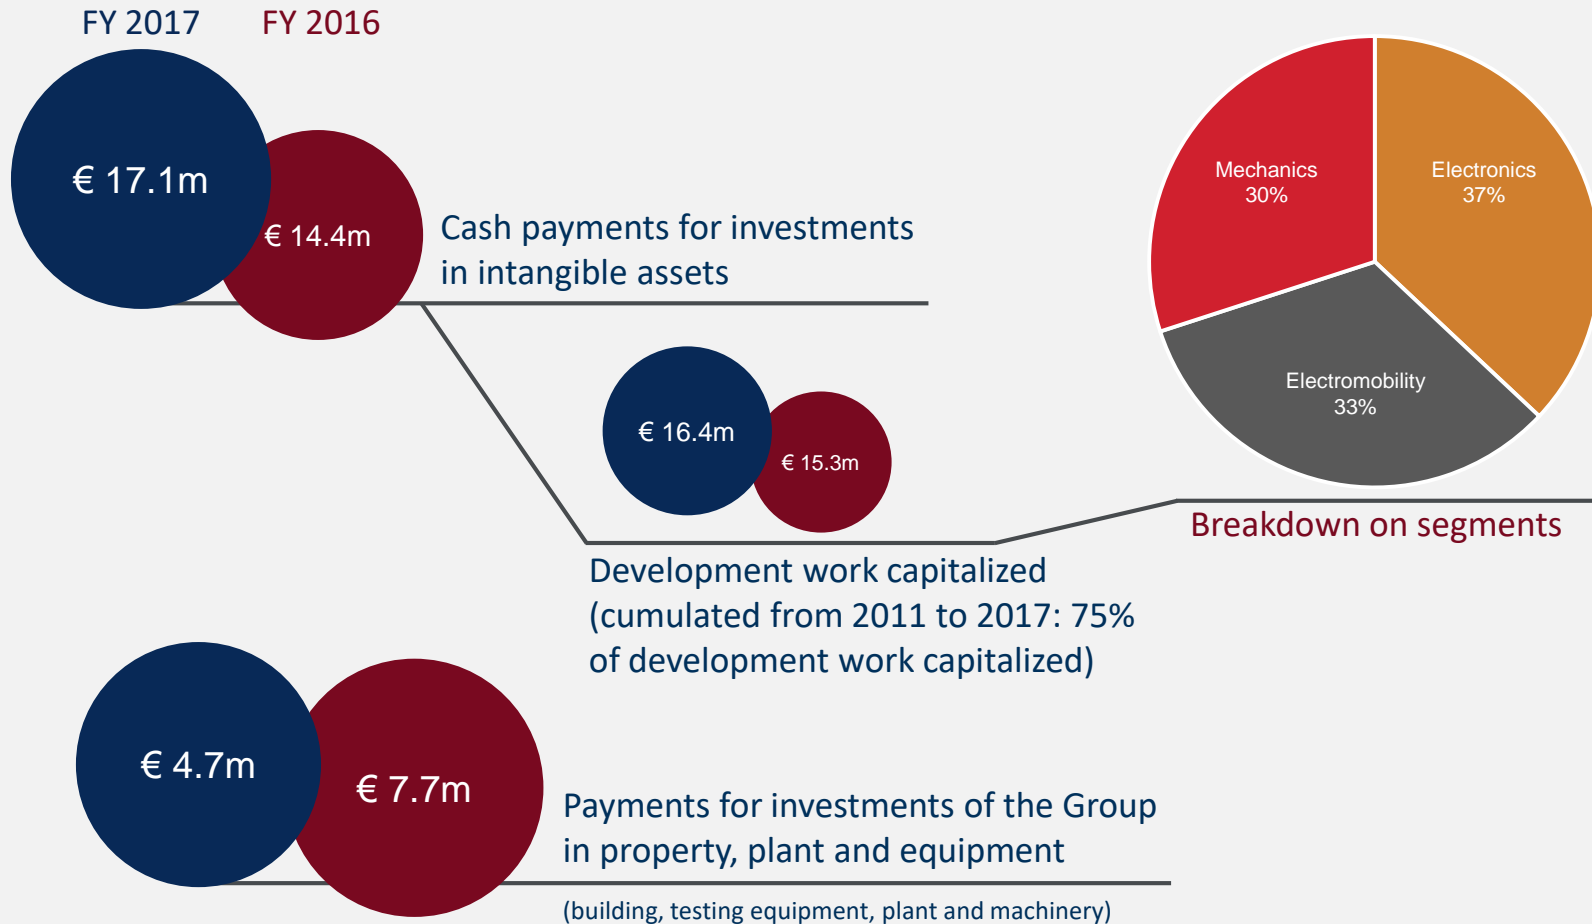 FY 2017
FY 2016
€ 17.1m
€ 14.4m
Cash payments for investments
in intangible assets
Mechanics
30%
Electronics
37%
Electromobility
33%
Breakdown on segments
€ 16.4m
€ 15.3m
Development work capitalized
(cumulated from 2011 to 2017: 75%
of development work capitalized)
€ 4.7m
€ 7.7m
Payments for investments of the Group
in property, plant and equipment
(building, testing equipment, plant and machinery)